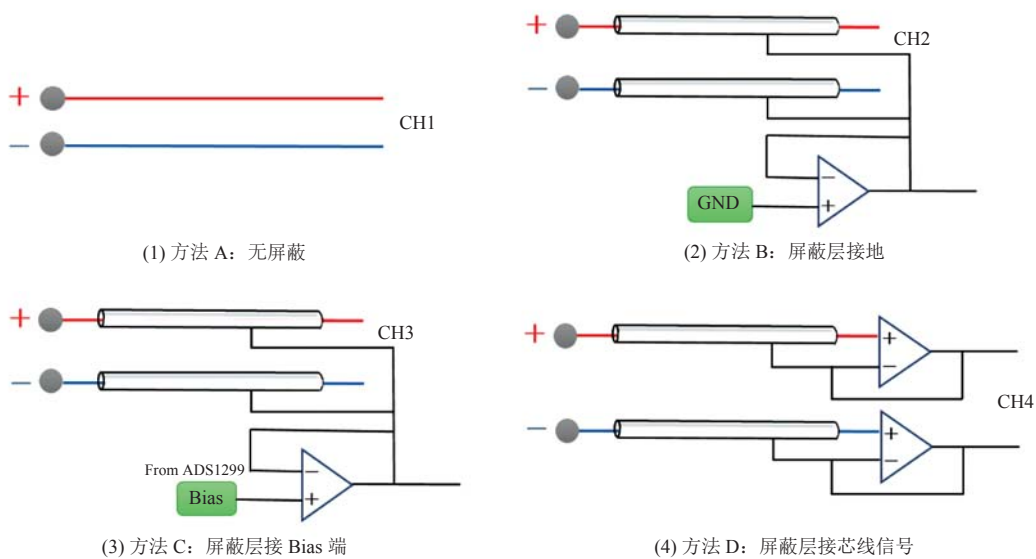 +
−
CH1
(1) 方法 A：无屏蔽
+
−
CH2
−
+
GND
(2) 方法 B：屏蔽层接地
+
−
CH3
From ADS1299
Bias
−
+
(3) 方法 C：屏蔽层接 Bias 端
+
+
−
−
+
−
CH4
(4) 方法 D：屏蔽层接芯线信号